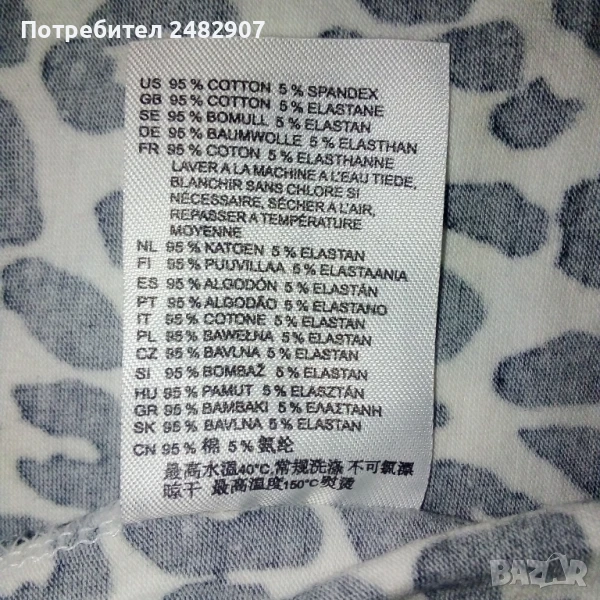 Потребител 2482907
US 95 % COTTON 5 % SPANDEX
GB 95 % COTTON 5 % ELASTANE
SE 95 % BOMULL 5 % ELASTAN
DE 95 % BAUMWOLLE 5 % ELASTHAN
FR 95 % COTON 5 % ELASTHANNE
LAVER A LA MACHINE A L'EAU TIEDE,
BLANCHIR SANS CHLORE SI
NÉCESSAIRE, SÉCHER À L'AIR,
REPASSER A TEMPÉRATURE
MOYENNE
NL 95 % KATOEN 5 % ELASTAN
FI 95 % PUUVILLAA 5 % ELASTAANIA
ES 95 % ALGODÓN 5 % ELASTÁN
PT 95 % ALGODÃO 5 % ELASTANO
IT 95 % COTONE 5 % ELASTAN
PL 95 % BAWEŁNA 5 % ELASTAN
CZ 95 % BAVLNA 5 % ELASTAN
SI 95 % BOMBAŽ 5 % ELASTAN
HU 95 % PAMUT 5 % ELASZTÁN
GR 95 % BAMBAKI 5 % ΕΛΑΣΤΑΝΗ
SK 95 % BAVLNA 5 % ELASTAN
CN 95 % 棉 5 % 氨纶
最高水温40°C,常规洗涤 不可氯漂
晾干 最高温度150°C熨烫
BAZAR